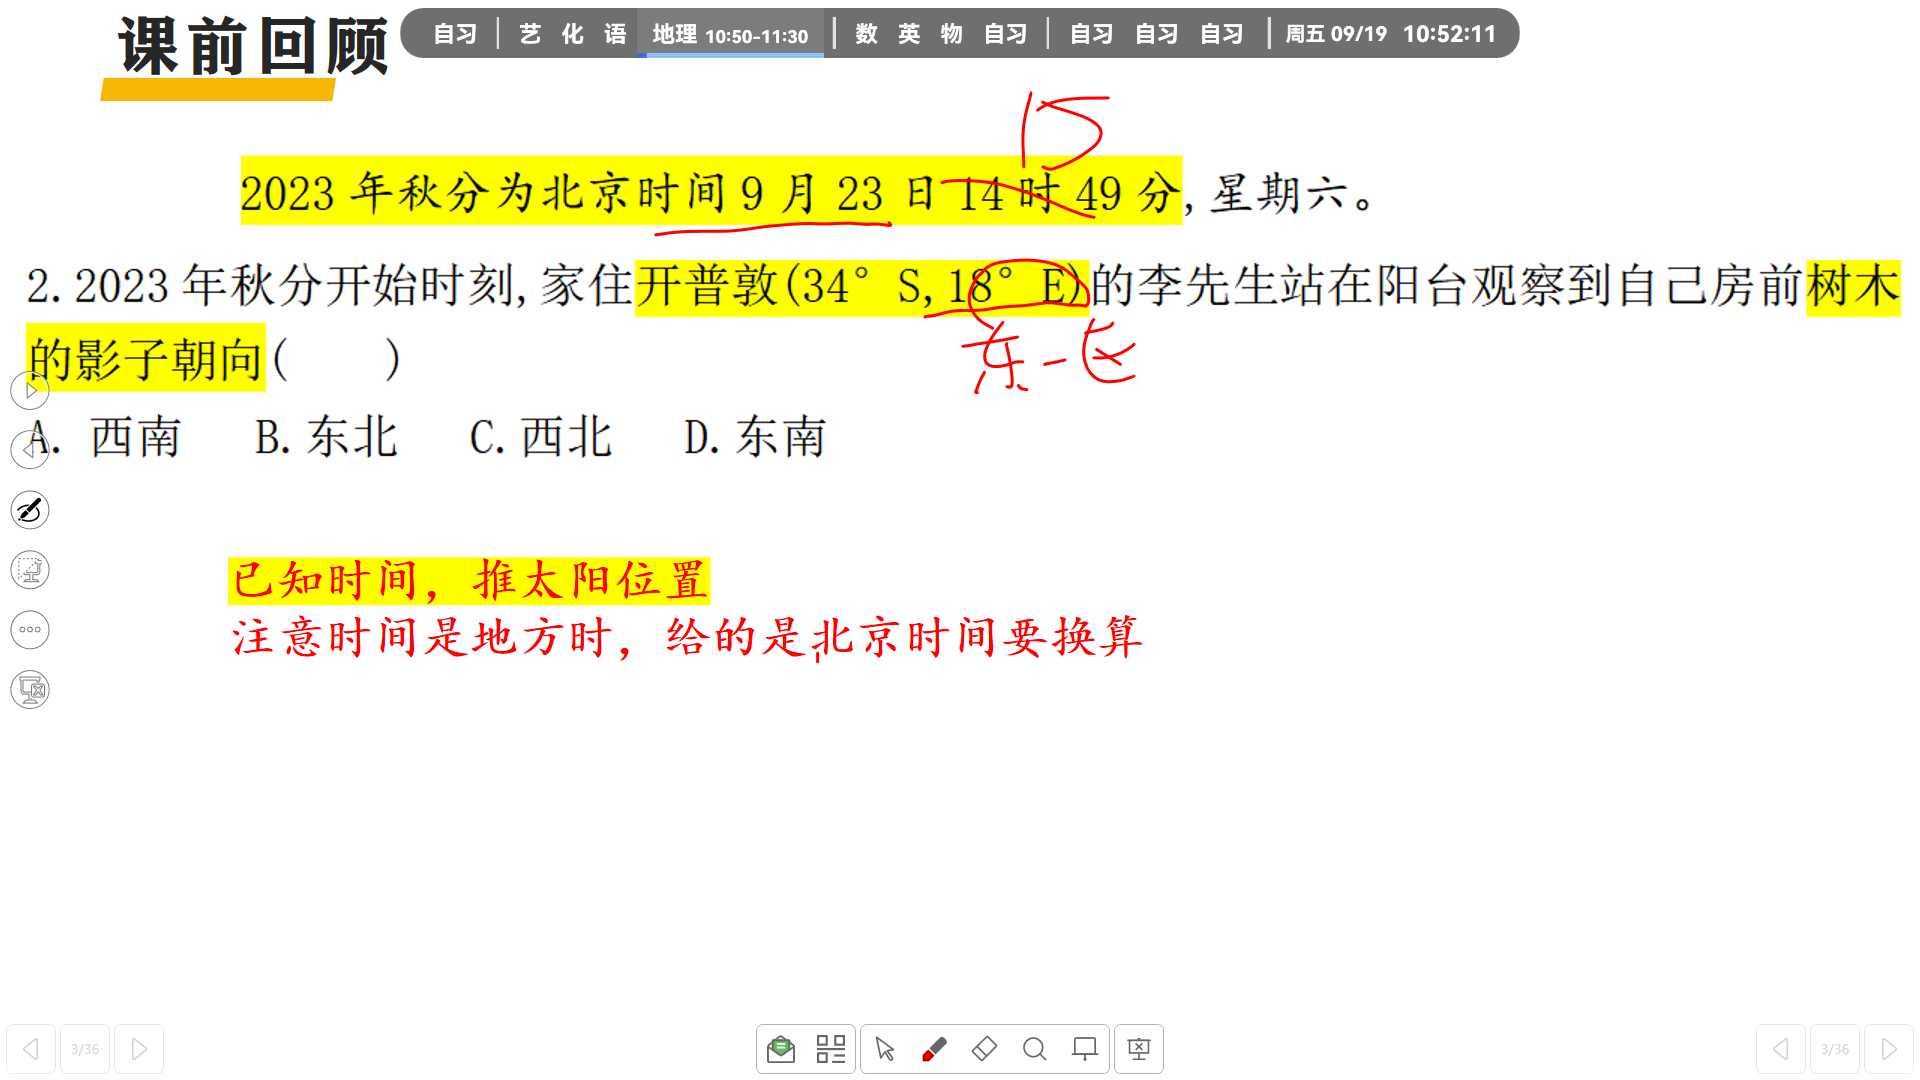 课前回顾
自习 艺 化 语 地理 10:50-11:30 数 英 物 自习 自习 自习 自习 周五 09/19 10:52:11
15
2023 年秋分为北京时间 9 月 23 日 14 时 49 分,星期六。
2.2023 年秋分开始时刻,家住开普敦(34° S,18° E)的李先生站在阳台观察到自己房前树木
的影子朝向( )
东一区
A. 西南 B.东北 C.西北 D.东南
已知时间，推太阳位置
注意时间是地方时，给的是北京时间要换算
3/36
3/36